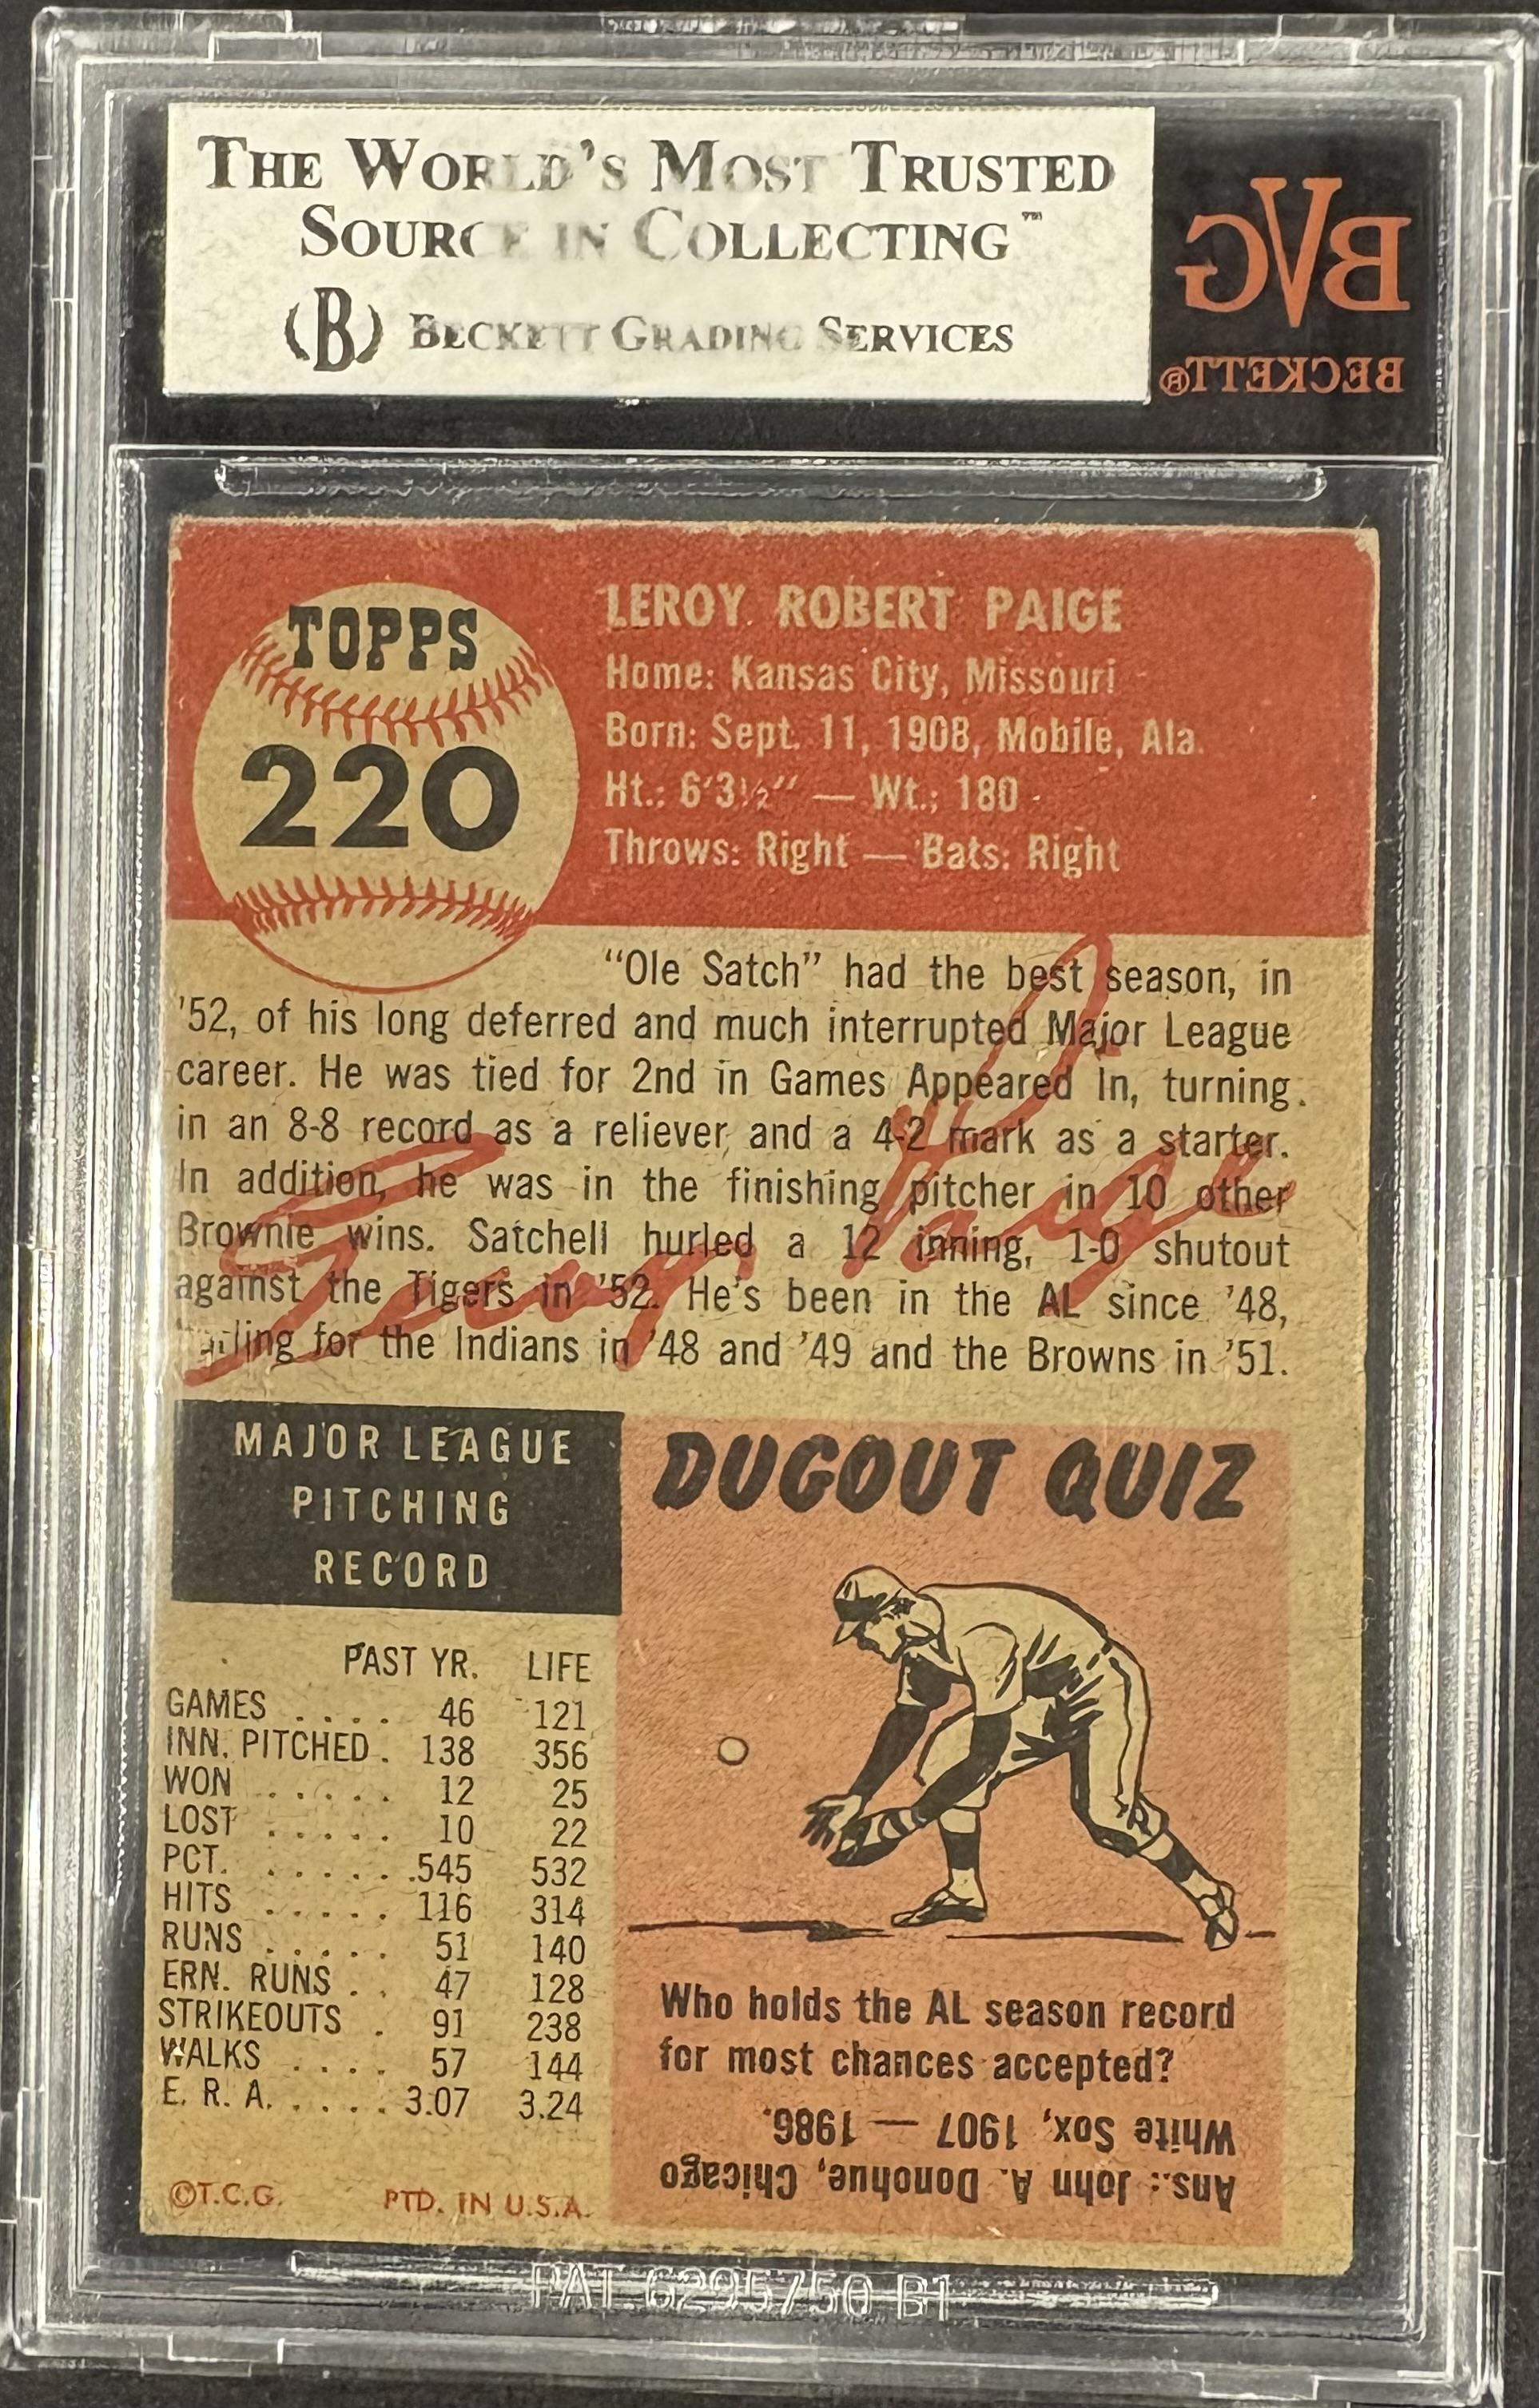 THE WORLD'S MOST TRUSTED
SOURCE IN COLLECTING™
(B) BECKETT GRADING SERVICES
BVG
BECKETT®
TOPPS
220
LEROY ROBERT PAIGE
Home: Kansas City, Missouri
Born: Sept. 11, 1908, Mobile, Ala.
Ht.: 6'3½" — Wt.: 180
Throws: Right — Bats: Right
"Ole Satch" had the best season, in
'52, of his long deferred and much interrupted Major League
career. He was tied for 2nd in Games Appeared In, turning
in an 8-8 record as a reliever and a 4-2 mark as a starter.
In addition, he was in the finishing pitcher in 10 other
Brownie wins. Satchell hurled a 12 inning, 1-0 shutout
against the Tigers in '52. He's been in the AL since '48,
for the Indians in '48 and '49 and the Browns in '51.
Paige
MAJOR LEAGUE
PITCHING
RECORD
PAST YR. LIFE
GAMES . . . . 46 121
INN. PITCHED . 138 356
WON . . . . . 12 25
LOST . . . . . 10 22
PCT. . . . . . .545 532
HITS . . . . . 116 314
RUNS . . . . . 51 140
ERN. RUNS . . 47 128
STRIKEOUTS . 91 238
WALKS . . . . 57 144
E. R. A. . . . . 3.07 3.24
©T.C.G. PTD. IN U.S.A.
DUGOUT QUIZ
Who holds the AL season record
for most chances accepted?
Ans.: John A. Donohue, Chicago
White Sox, 1907 — 1986.
PAT. 6295750 B1